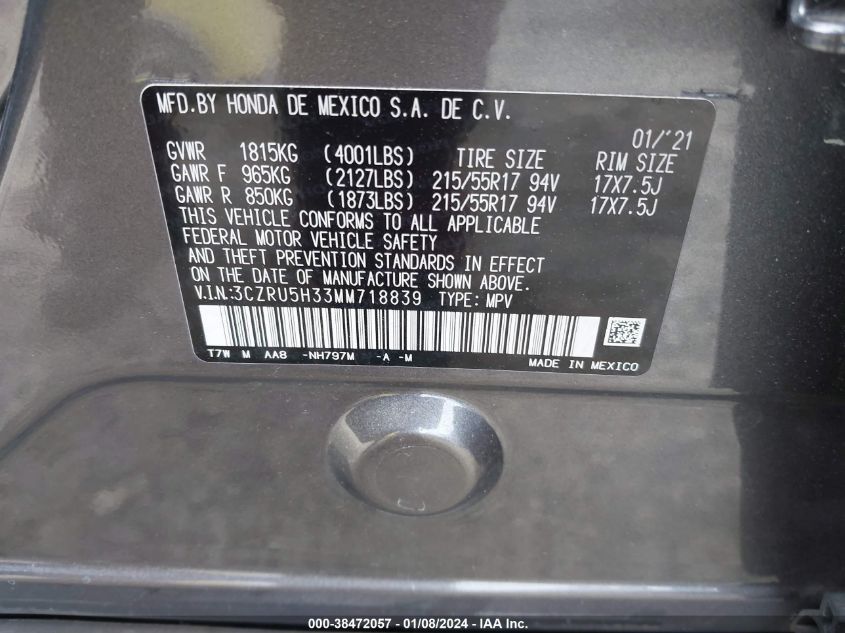 MFD.BY HONDA DE MEXICO S.A. DE C.V.
01/'21
GVWR 1815KG (4001LBS) TIRE SIZE RIM SIZE
GAWR F 965KG (2127LBS) 215/55R17 94V 17X7.5J
GAWR R 850KG (1873LBS) 215/55R17 94V 17X7.5J
THIS VEHICLE CONFORMS TO ALL APPLICABLE
FEDERAL MOTOR VEHICLE SAFETY
AND THEFT PREVENTION STANDARDS IN EFFECT
ON THE DATE OF MANUFACTURE SHOWN ABOVE.
V.I.N:3CZRU5H33MM718839 TYPE: MPV
T7W M AA8 -NH797M -A -M
MADE IN MEXICO
000-38472057 - 01/08/2024 - IAA Inc.